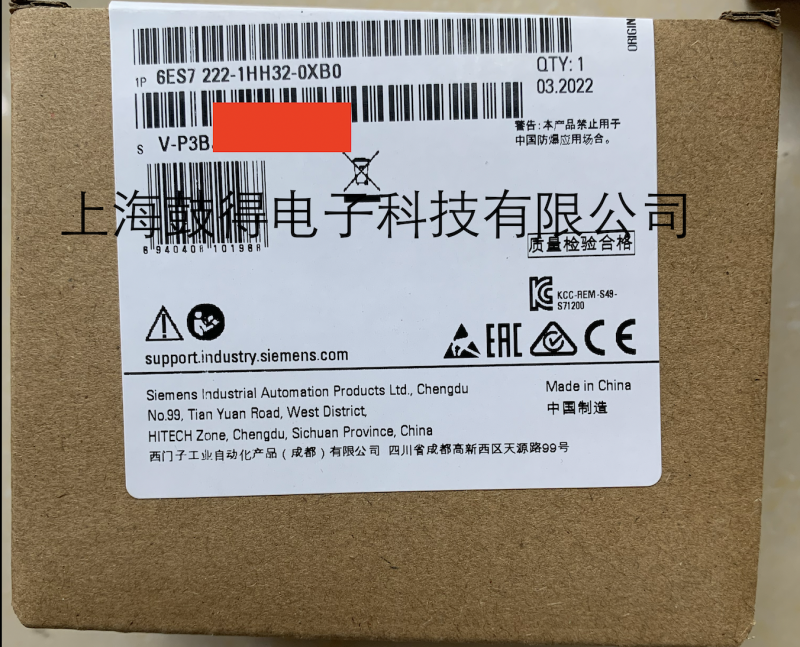 ORIGIN
1P 6ES7 222-1HH32-0XB0
QTY: 1
03.2022
S V-P3B
警告:本产品禁止用于
中国防爆应用场合。
上海鼓得电子科技有限公司
质量检验合格
KCC-REM-S49-
S71200
support.industry.siemens.com
EAC
CE
Siemens Industrial Automation Products Ltd., Chengdu
No.99, Tian Yuan Road, West District,
HITECH Zone, Chengdu, Sichuan Province, China
西门子工业自动化产品(成都)有限公司 四川省成都高新西区天源路99号
Made in China
中国制造